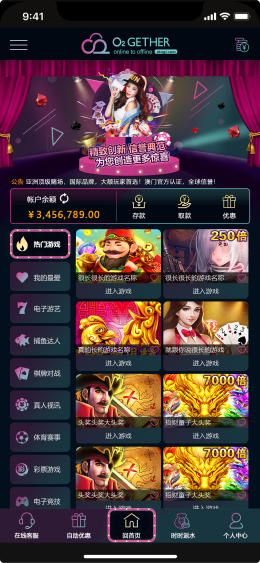 9:41
O₂GETHER
online to offline
精致创新 信誉典范
为您创造更多惊喜
公告 亚洲顶级赌场，国际品牌，大额玩家首选！澳门官方认证，全球信誉！
帐户余额
¥ 3,456,789.00
存款
取款
优惠
热门游戏
我的最爱
电子游艺
捕鱼达人
棋牌对战
真人视讯
体育赛事
彩票游戏
电子竞技
很长很长的游戏名称
进入游戏
250倍
很长很长的游戏名称
进入游戏
真的长的游戏名称
进入游戏
就跟你说很长的游戏
进入游戏
头奖头奖大头奖
进入游戏
7000倍
招财童子大头奖
进入游戏
头奖头奖大头奖
进入游戏
7000倍
招财童子大头奖
进入游戏
在线客服
自助优惠
回首页
时时返水
个人中心